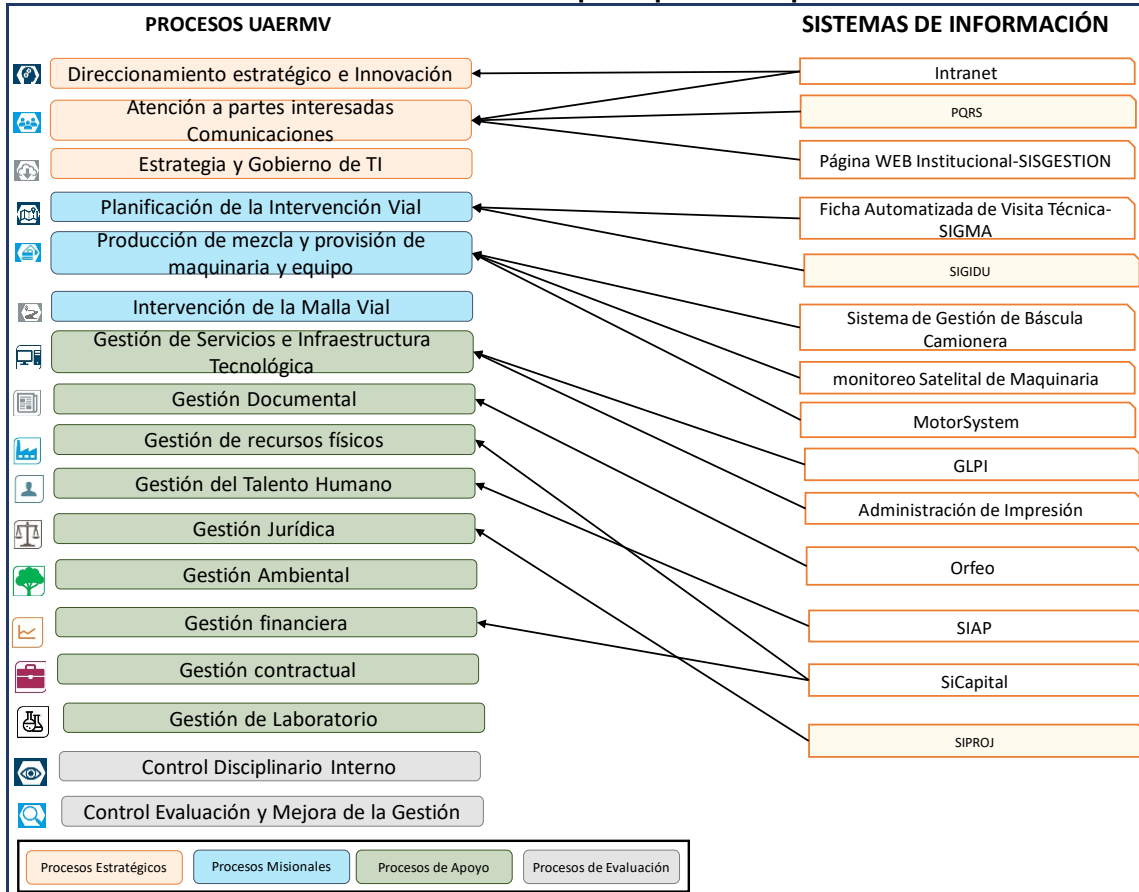 PROCESOS UAERMV
SISTEMAS DE INFORMACIÓN
Direccionamiento estratégico e Innovación
Atención a partes interesadas
Comunicaciones
Estrategia y Gobierno de TI
Planificación de la Intervención Vial
Producción de mezcla y provisión de
maquinaria y equipo
Intervención de la Malla Vial
Gestión de Servicios e Infraestructura
Tecnológica
Gestión Documental
Gestión de recursos físicos
Gestión del Talento Humano
Gestión Jurídica
Gestión Ambiental
Gestión financiera
Gestión contractual
Gestión de Laboratorio
Control Disciplinario Interno
Control Evaluación y Mejora de la Gestión
Intranet
PQRS
Página WEB Institucional-SISGESTION
Ficha Automatizada de Visita Técnica-
SIGMA
SIGIDU
Sistema de Gestión de Báscula
Camionera
monitoreo Satelital de Maquinaria
MotorSystem
GLPI
Administración de Impresión
Orfeo
SIAP
SiCapital
SIPROJ
Procesos Estratégicos
Procesos Misionales
Procesos de Apoyo
Procesos de Evaluación